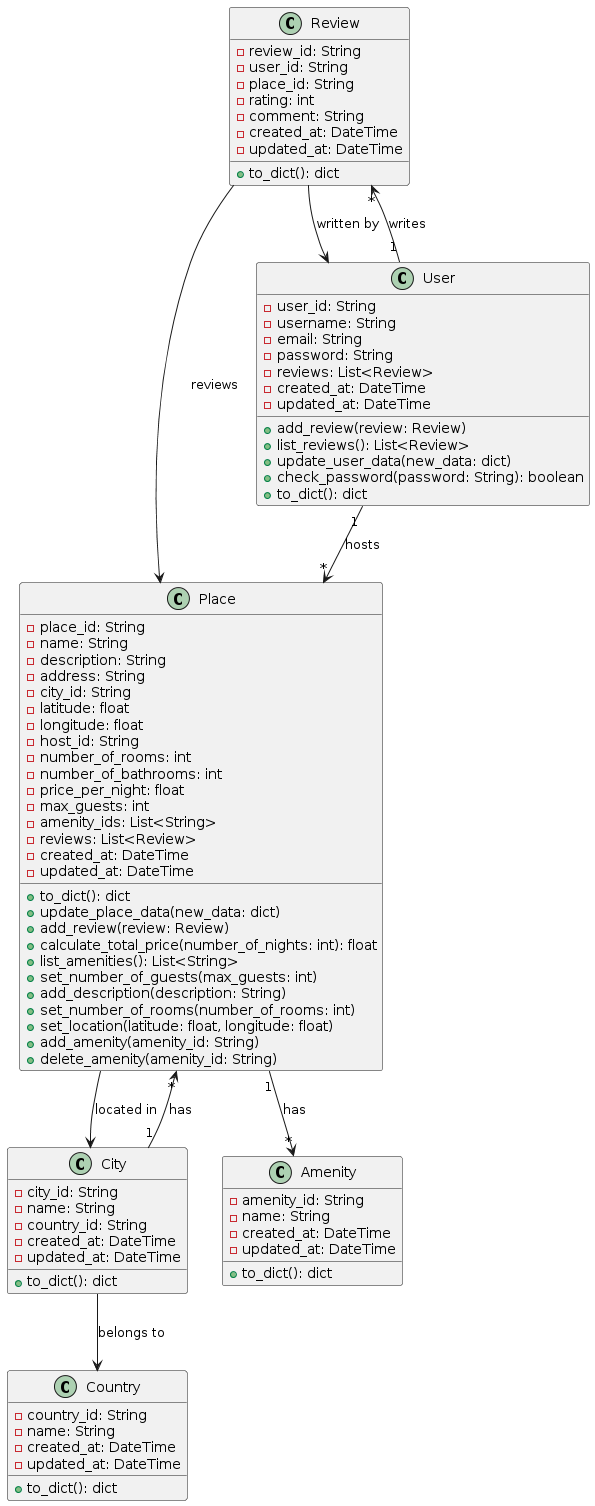 C Review
review_id: String
user_id: String
place_id: String
rating: int
comment: String
created_at: DateTime
updated_at: DateTime
to_dict(): dict
written by
* writes
1
C User
user_id: String
username: String
email: String
password: String
reviews: List<Review>
created_at: DateTime
updated_at: DateTime
add_review(review: Review)
list_reviews(): List<Review>
update_user_data(new_data: dict)
check_password(password: String): boolean
to_dict(): dict
reviews
1
hosts
*
C Place
place_id: String
name: String
description: String
address: String
city_id: String
latitude: float
longitude: float
host_id: String
number_of_rooms: int
number_of_bathrooms: int
price_per_night: float
max_guests: int
amenity_ids: List<String>
reviews: List<Review>
created_at: DateTime
updated_at: DateTime
to_dict(): dict
update_place_data(new_data: dict)
add_review(review: Review)
calculate_total_price(number_of_nights: int): float
list_amenities(): List<String>
set_number_of_guests(max_guests: int)
add_description(description: String)
set_number_of_rooms(number_of_rooms: int)
set_location(latitude: float, longitude: float)
add_amenity(amenity_id: String)
delete_amenity(amenity_id: String)
located in
* has
1
1
has
*
C City
city_id: String
name: String
country_id: String
created_at: DateTime
updated_at: DateTime
to_dict(): dict
C Amenity
amenity_id: String
name: String
created_at: DateTime
updated_at: DateTime
to_dict(): dict
belongs to
C Country
country_id: String
name: String
created_at: DateTime
updated_at: DateTime
to_dict(): dict